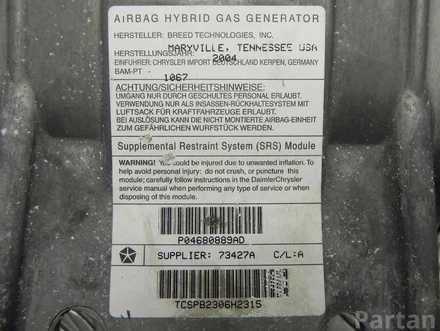 AiRBAG HYBRID GAS GENERATOR
HERSTELLER: BREED TECHNOLOGIES, INC.
MARYVILLE, TENNESSEE USA
HERSTELLUNGSJAHR: 2004
EINFUHRER: CHRYSLER IMPORT DEUTSCHLAND KERPEN, GERMANY
BAM-PT - 1067
ACHTUNG/SICHERHEITSHINWEISE:
UMGANG NUR DURCH GESCHULTES PERSONAL ERLAUBT.
VERWENDUNG NUR ALS INSASSEN-RÜCKHALTESYSTEM MIT
LUFTSACK FÜR KRAFTFAHRZEUGE ERLAUBT.
BEI AUSLÖSUNG KANN DIE NICHT MONTIERTE AIRBAG-EINHEIT
ZUM GEFÄHRLICHEN WURFSTÜCK WERDEN.
Supplemental Restraint System (SRS) Module
WARNING: You could be injured due to unwanted inflation. To
help avoid personal injury: do not crush, or puncture this
module; carefully follow instructions in the DaimlerChrysler
service manual when performing any type of service or when
disposing of this module.
P04680889AD
SUPPLIER: 73427A C/L:A
TCSPB2306H2315
Partan